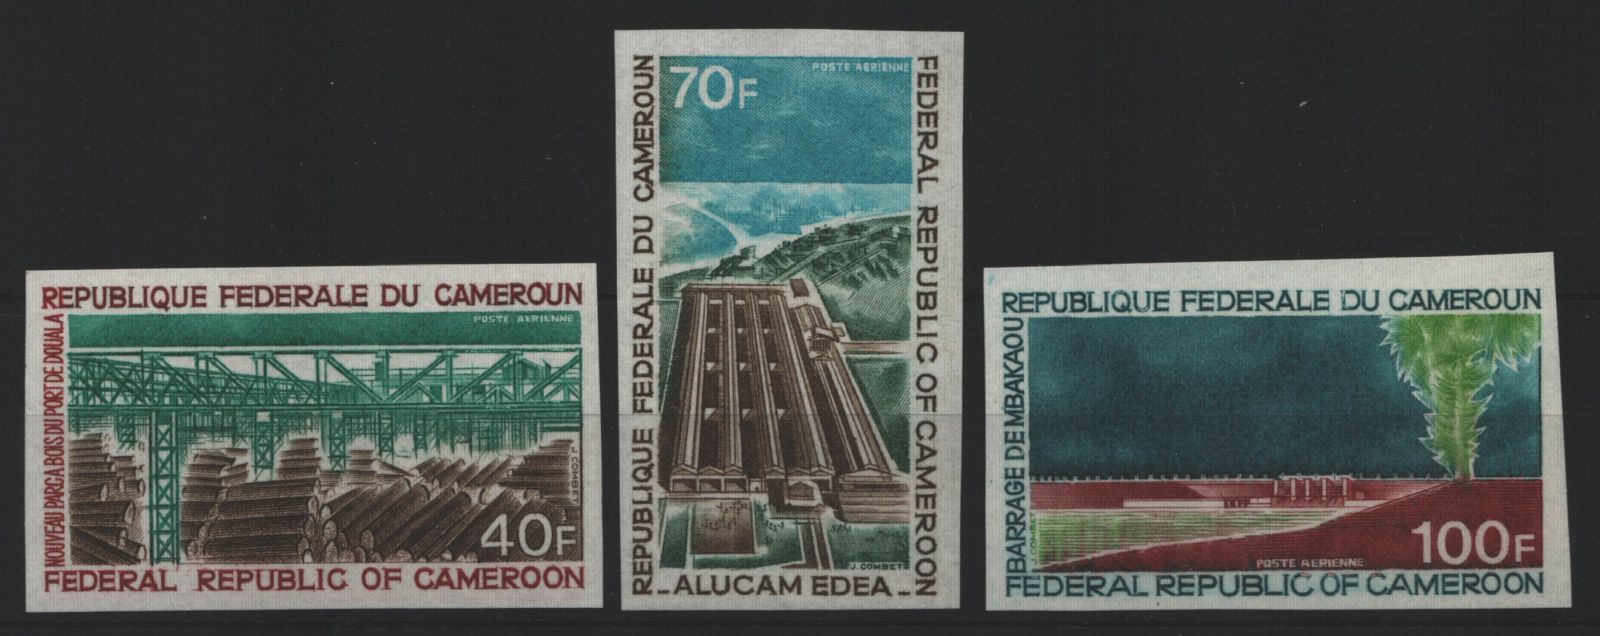 REPUBLIQUE FEDERALE DU CAMEROUN
NOUVEAU PARC A BOIS DU PORT DE DOUALA
POSTE AERIENNE
J. COMBET
40F
FEDERAL REPUBLIC OF CAMEROON
REPUBLIQUE FEDERALE DU CAMEROUN
70F
POSTE AERIENNE
FEDERAL REPUBLIC OF CAMEROON
J. COMBET
_ALUCAM EDEA_
REPUBLIQUE FEDERALE DU CAMEROUN
BARRAGE DE MBAKAOU
J. COMBET
100F
POSTE AERIENNE
FEDERAL REPUBLIC OF CAMEROON